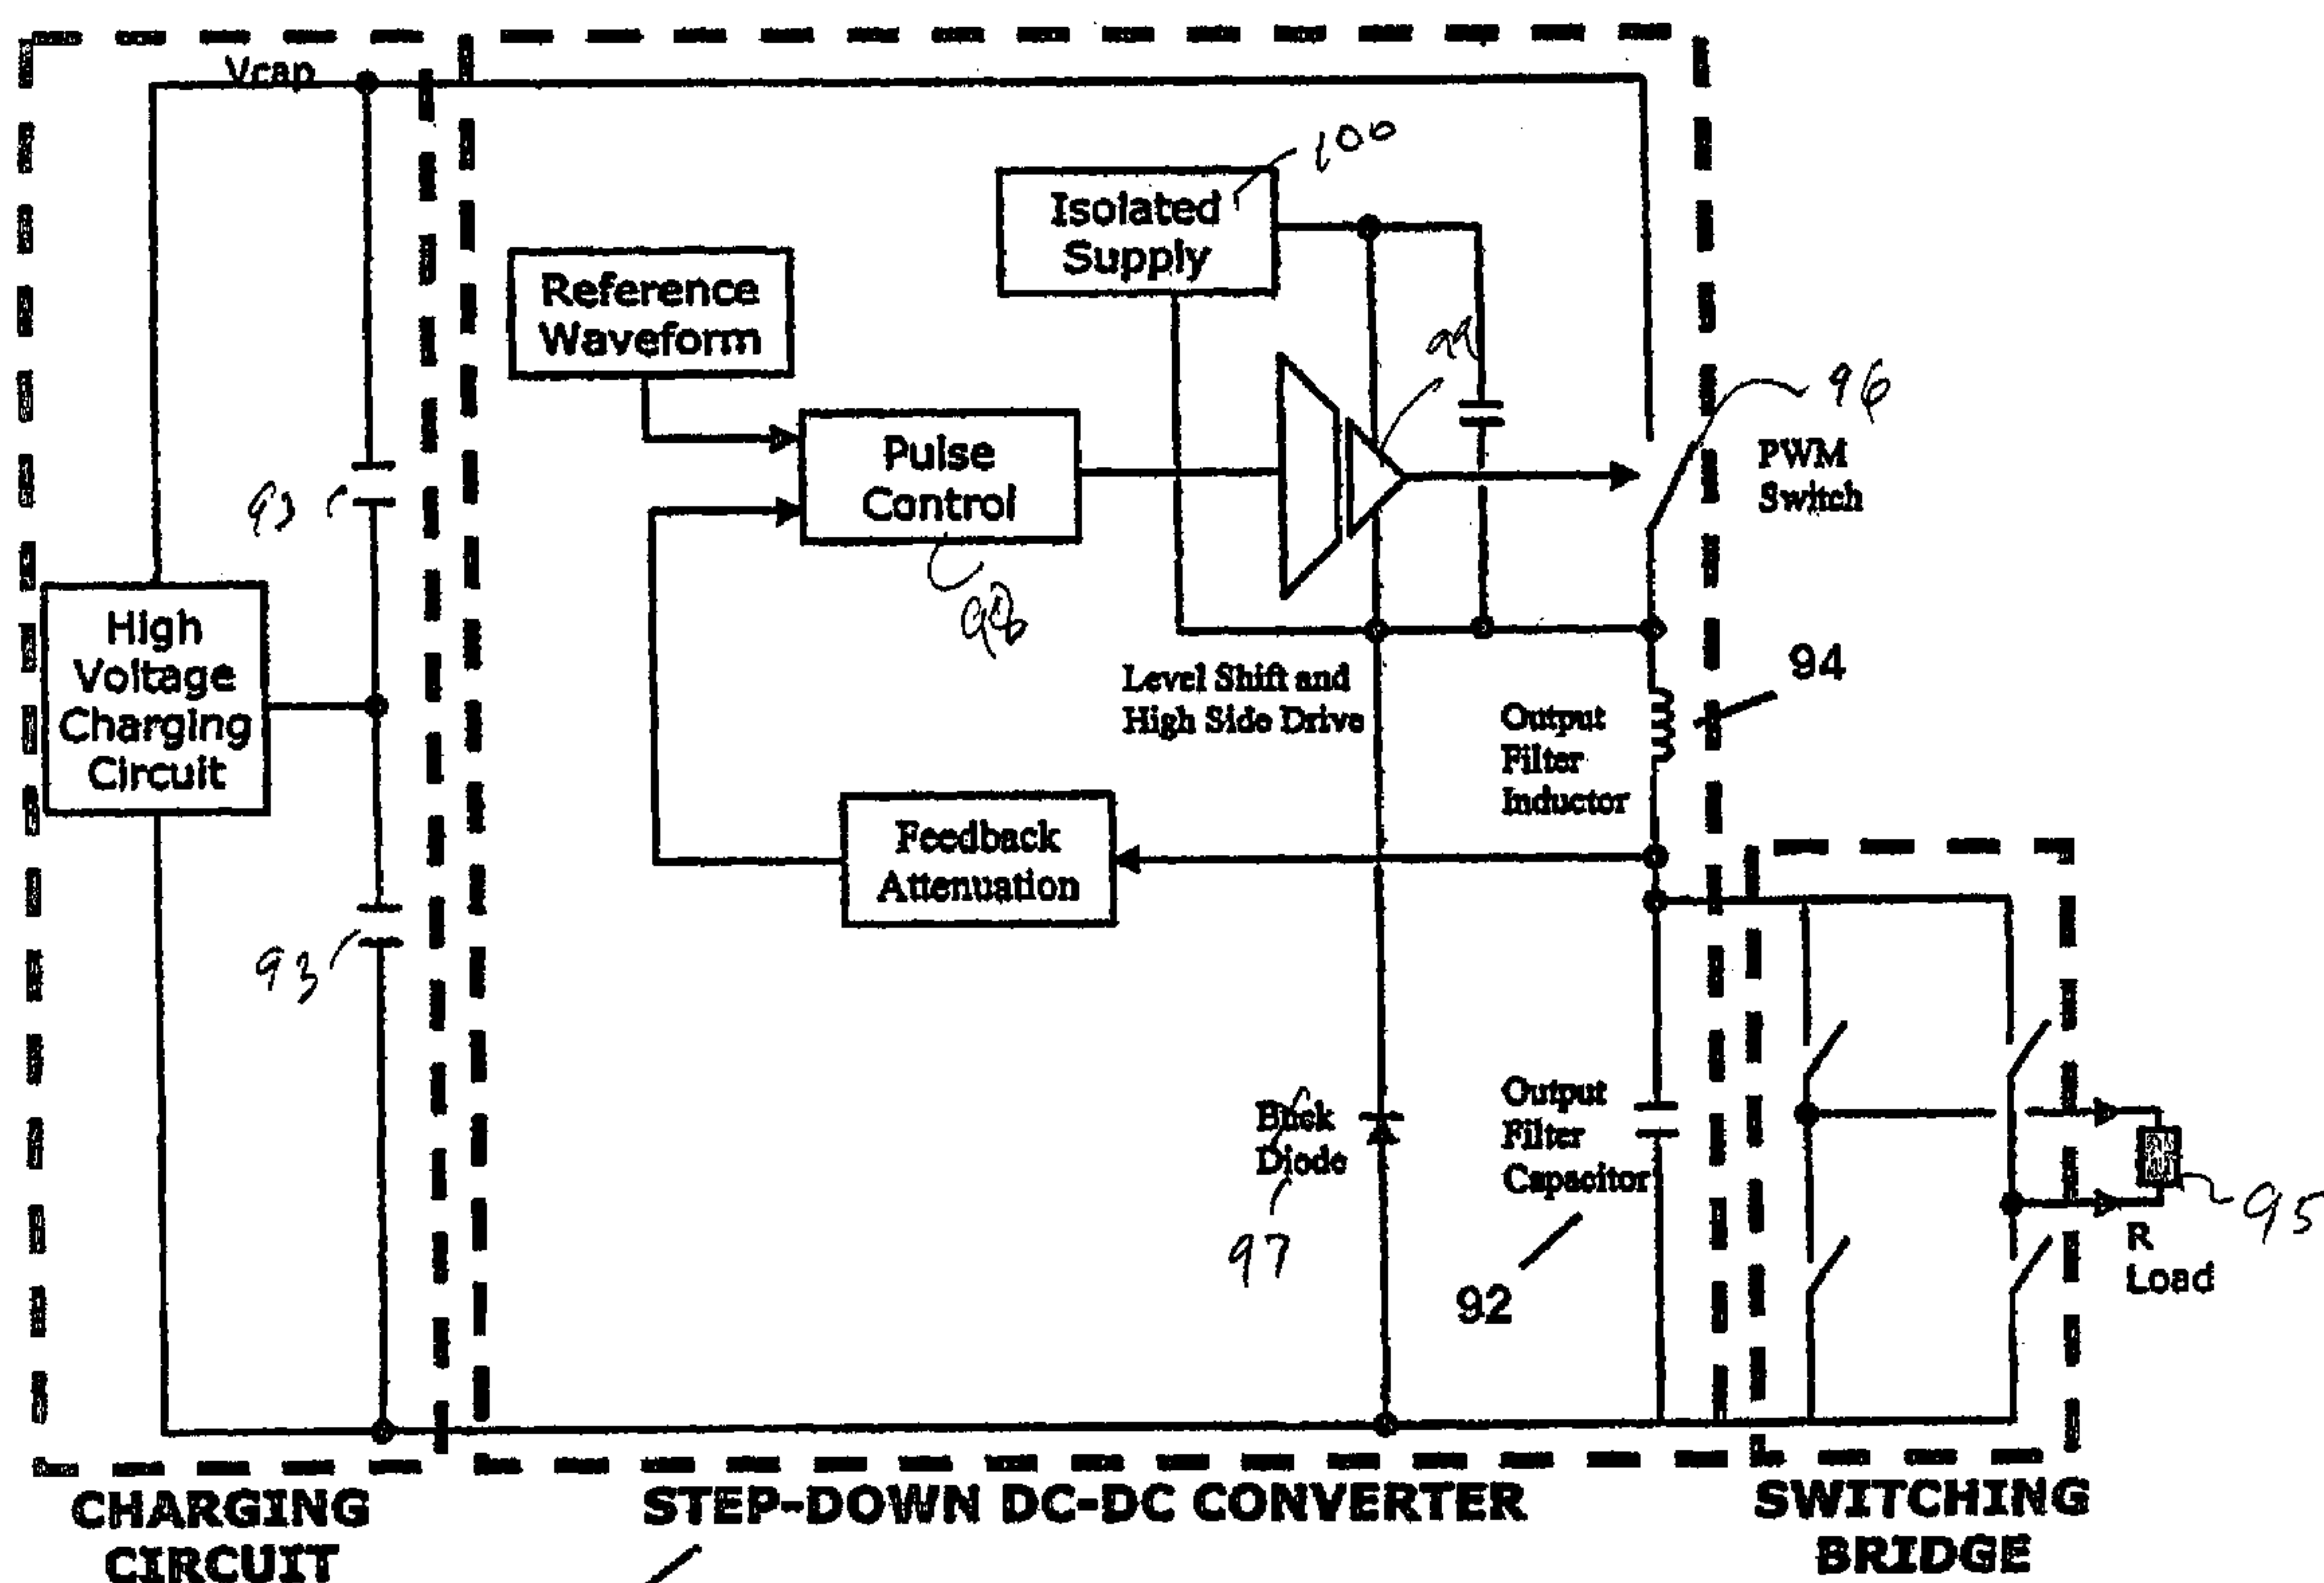 Vcap
100
Isolated
Supply
Reference
Waveform
99
96
PWM
Switch
Pulse
Control
93
98
High
Voltage
Charging
Circuit
Level Shift and
High Side Drive
94
Output
Filter
Inductor
Feedback
Attenuation
93
Buck
Diode
97
Output
Filter
Capacitor
92
95
R
Load
CHARGING
CIRCUIT
STEP-DOWN DC-DC CONVERTER
SWITCHING
BRIDGE